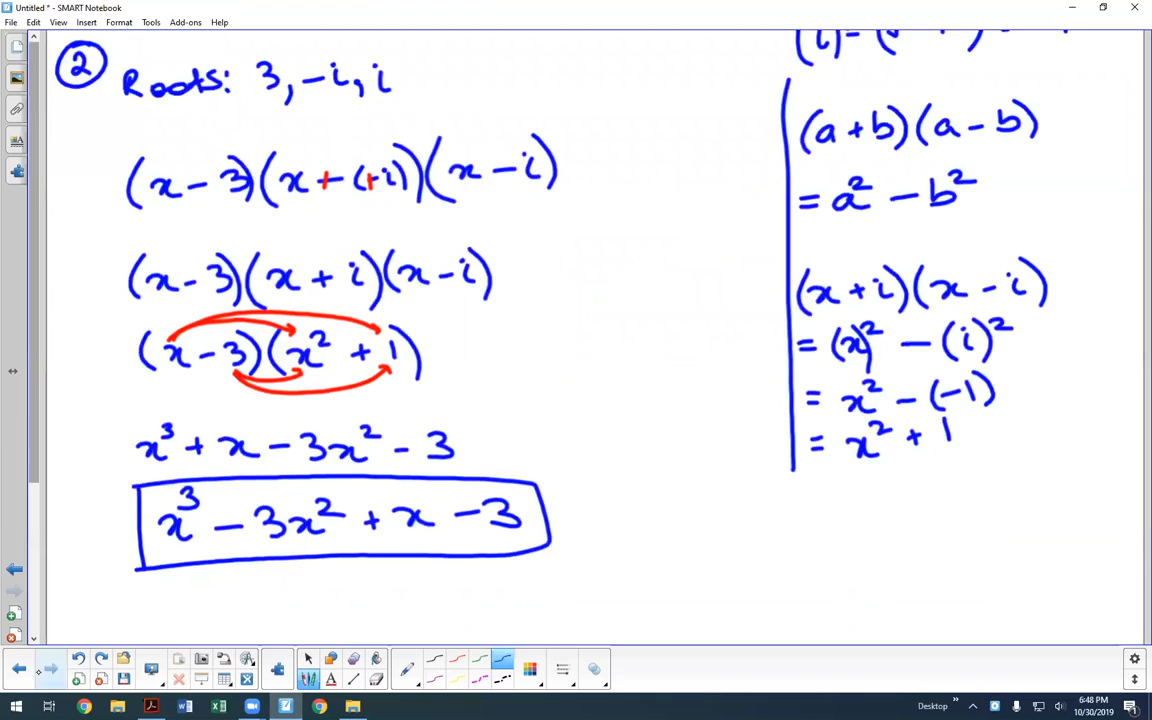 Untitled * - SMART Notebook
File Edit View Insert Format Tools Add-ons Help
② Roots: 3, -i, i
(x - 3)(x + - (+ - i))(x - i)
(x - 3)(x + i)(x - i)
(x - 3)(x² + 1)
x³ + x - 3x² - 3
x³ - 3x² + x - 3
(a + b)(a - b)
= a² - b²
(x + i)(x - i)
= (x)² - (i)²
= x² - (-1)
= x² + 1
Desktop
6:48 PM
10/30/2019